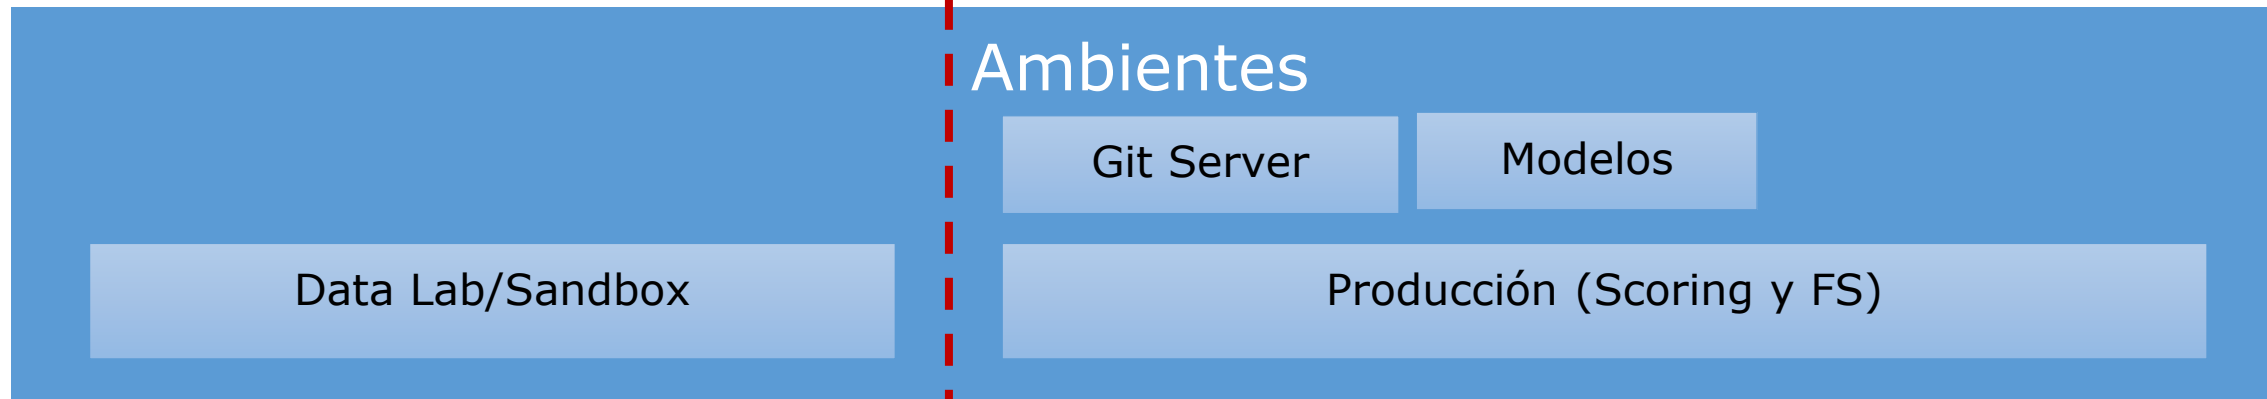 Ambientes
Git Server
Modelos
Data Lab/Sandbox
Producción (Scoring y FS)